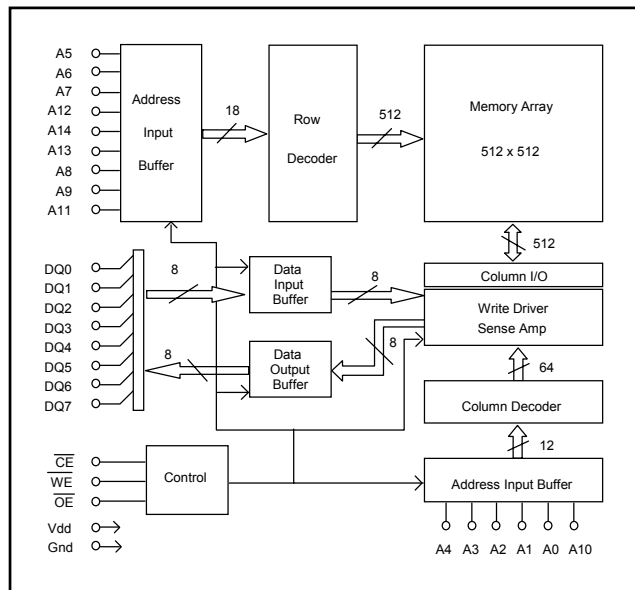 A5
A6
A7
A12
A14
A13
A8
A9
A11
Address
Input
Buffer
18
Row
Decoder
512
Memory Array
512 x 512
512
DQ0
DQ1
DQ2
DQ3
DQ4
DQ5
DQ6
DQ7
8
Data
Input
Buffer
8
Column I/O
Write Driver
Sense Amp
8
Data
Output
Buffer
8
64
Column Decoder
12
CE
WE
OE
Control
Address Input Buffer
Vdd
Gnd
A4 A3 A2 A1 A0 A10